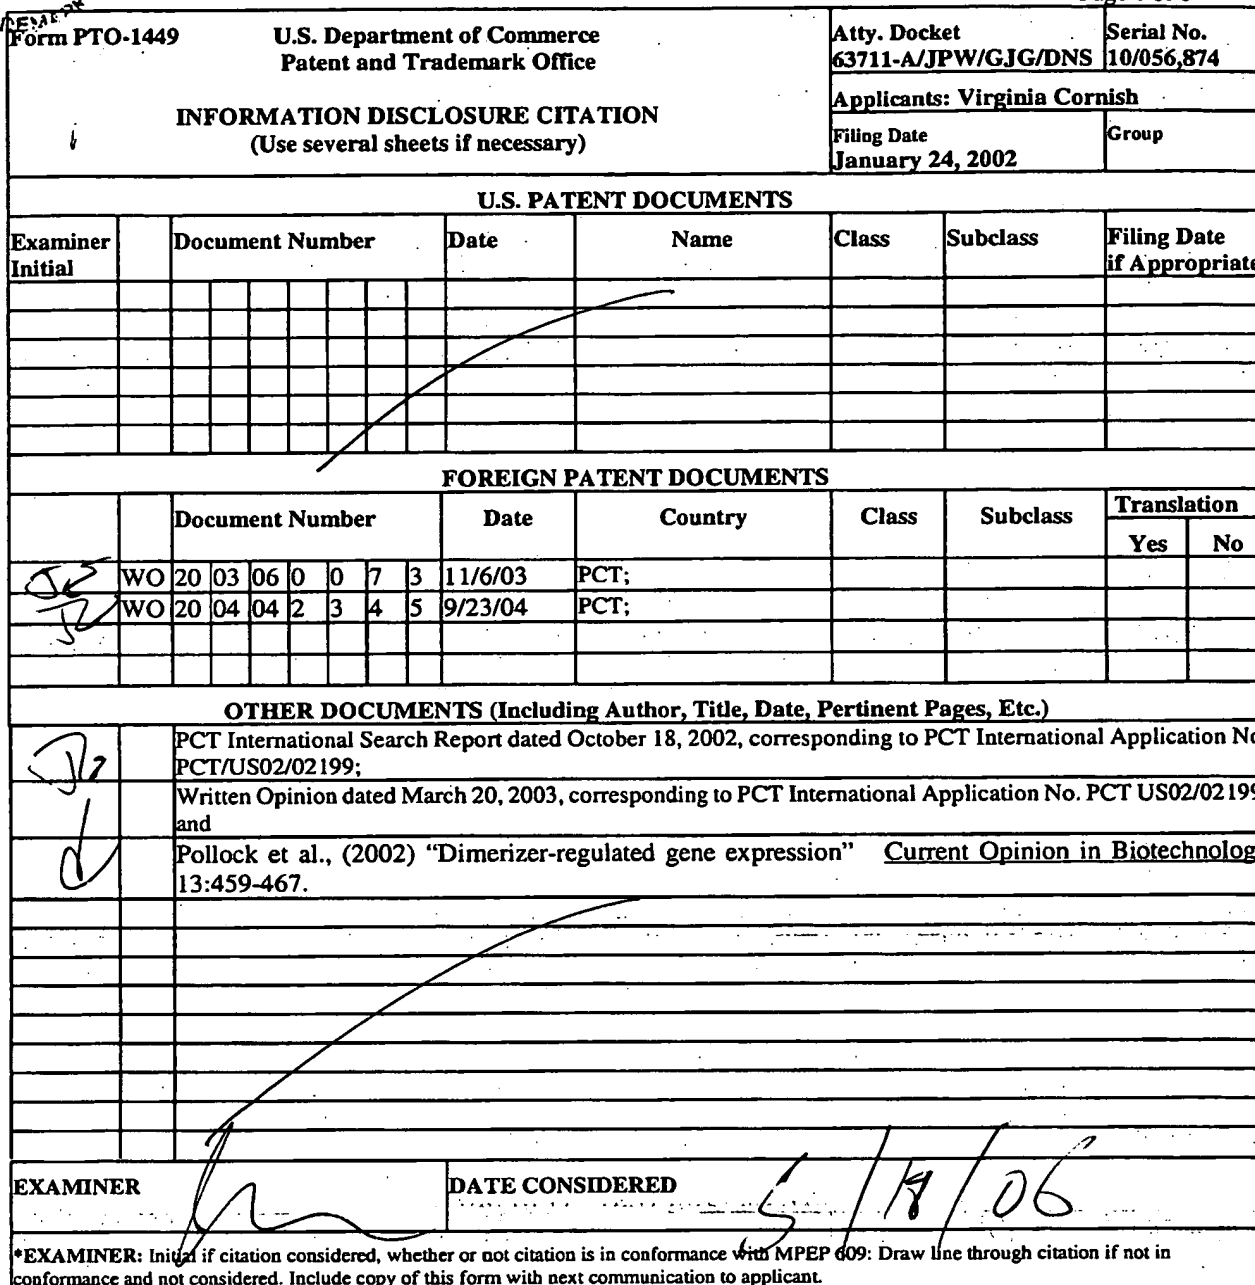 Form PTO-1449
U.S. Department of Commerce
Patent and Trademark Office
INFORMATION DISCLOSURE CITATION
(Use several sheets if necessary)
Atty. Docket
63711-A/JPW/GJG/DNS
Serial No.
10/056,874
Applicants: Virginia Cornish
Filing Date
January 24, 2002
Group
U.S. PATENT DOCUMENTS
Examiner
Initial
Document Number
Date
Name
Class
Subclass
Filing Date
if Appropriate
FOREIGN PATENT DOCUMENTS
Document Number
Date
Country
Class
Subclass
Translation
Yes
No
WO 20 03 06 0 0 7 3 11/6/03 PCT;
WO 20 04 04 2 3 4 5 9/23/04 PCT;
OTHER DOCUMENTS (Including Author, Title, Date, Pertinent Pages, Etc.)
PCT International Search Report dated October 18, 2002, corresponding to PCT International Application No
PCT/US02/02199;
Written Opinion dated March 20, 2003, corresponding to PCT International Application No. PCT US02/02199
and
Pollock et al., (2002) “Dimerizer-regulated gene expression” Current Opinion in Biotechnolog
13:459-467.
EXAMINER
DATE CONSIDERED
*EXAMINER: Initial if citation considered, whether or not citation is in conformance with MPEP 609: Draw line through citation if not in
conformance and not considered. Include copy of this form with next communication to applicant.